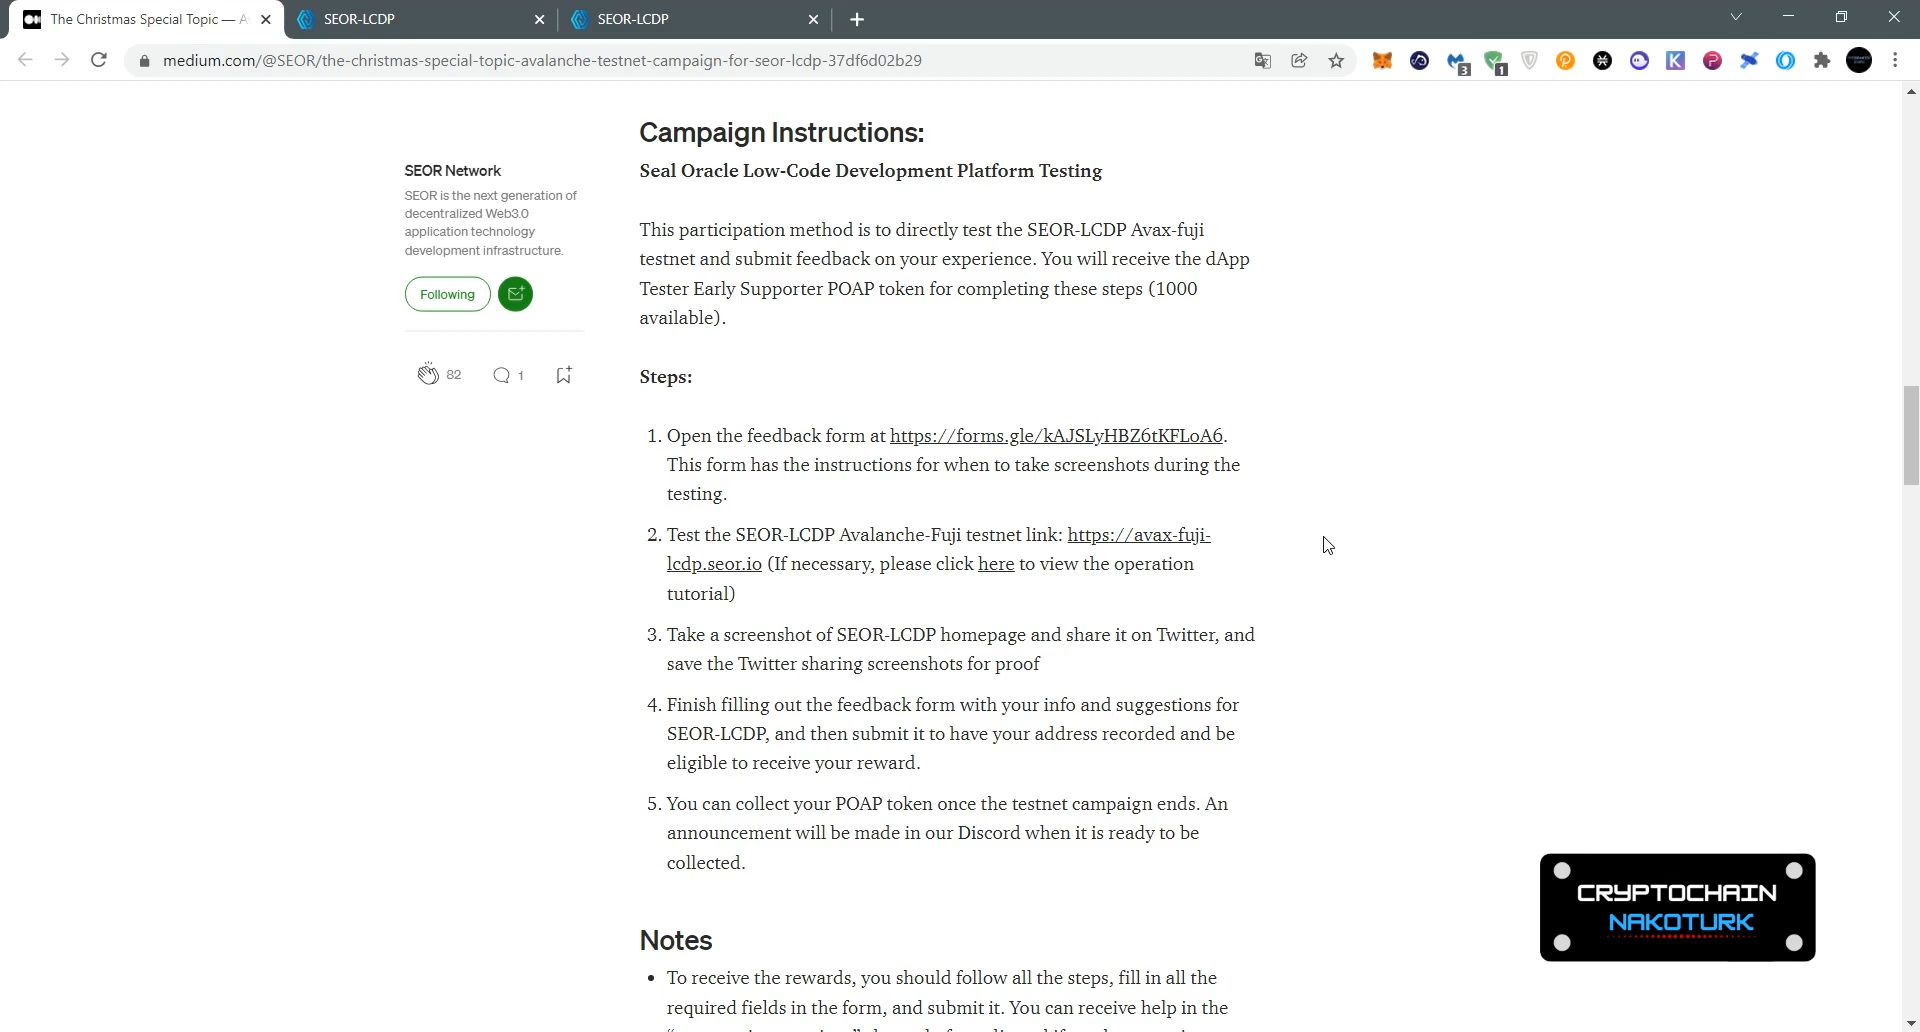 The Christmas Special Topic — A
SEOR-LCDP
SEOR-LCDP
medium.com/@SEOR/the-christmas-special-topic-avalanche-testnet-campaign-for-seor-lcdp-37df6d02b29
3
1
K
Campaign Instructions:
Seal Oracle Low-Code Development Platform Testing
SEOR Network
SEOR is the next generation of
decentralized Web3.0
application technology
development infrastructure.
Following
82
1
This participation method is to directly test the SEOR-LCDP Avax-fuji
testnet and submit feedback on your experience. You will receive the dApp
Tester Early Supporter POAP token for completing these steps (1000
available).
Steps:
1. Open the feedback form at https://forms.gle/kAJSLyHBZ6tKFLoA6.
This form has the instructions for when to take screenshots during the
testing.
2. Test the SEOR-LCDP Avalanche-Fuji testnet link: https://avax-fuji-
lcdp.seor.io (If necessary, please click here to view the operation
tutorial)
3. Take a screenshot of SEOR-LCDP homepage and share it on Twitter, and
save the Twitter sharing screenshots for proof
4. Finish filling out the feedback form with your info and suggestions for
SEOR-LCDP, and then submit it to have your address recorded and be
eligible to receive your reward.
5. You can collect your POAP token once the testnet campaign ends. An
announcement will be made in our Discord when it is ready to be
collected.
Notes
• To receive the rewards, you should follow all the steps, fill in all the
required fields in the form, and submit it. You can receive help in the
CRYPTOCHAIN
NAKOTURK